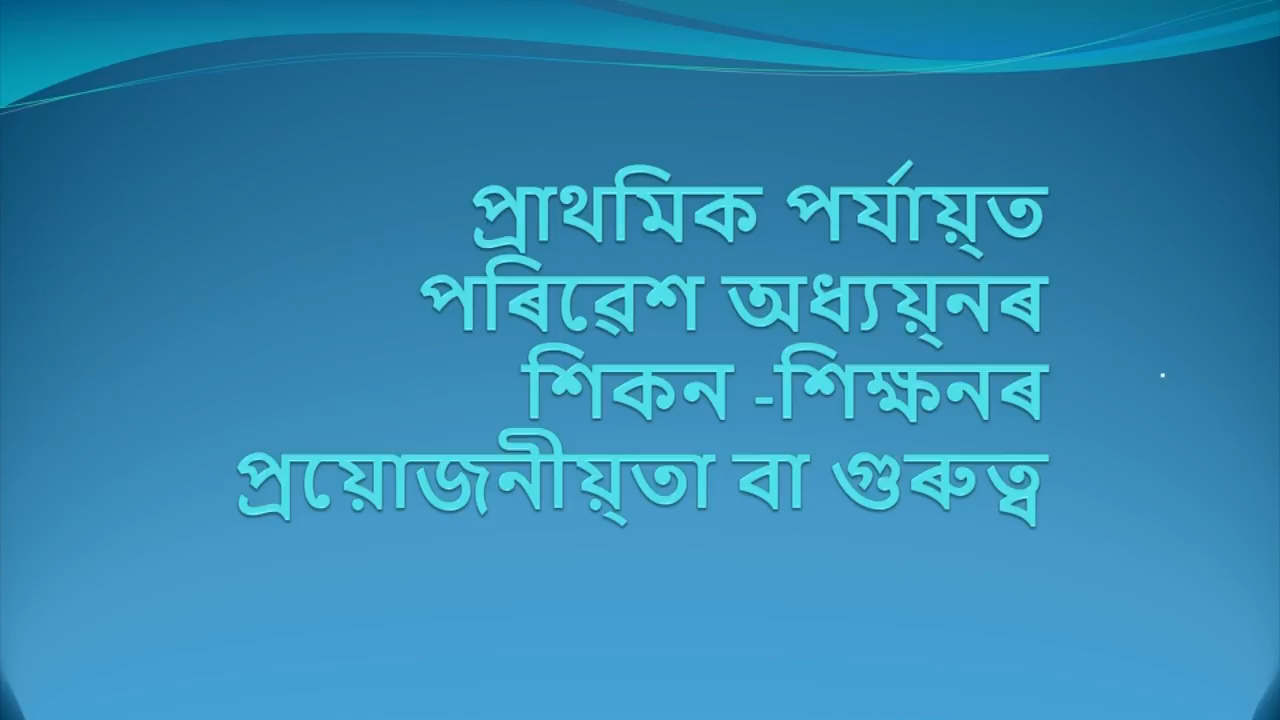 প্ৰাথমিক পৰ্যায়্ত
পৰিৱেশ অধ্যয়্নৰ
শিকন -শিক্ষনৰ
প্ৰয়োজনীয়্তা বা গুৰুত্ব